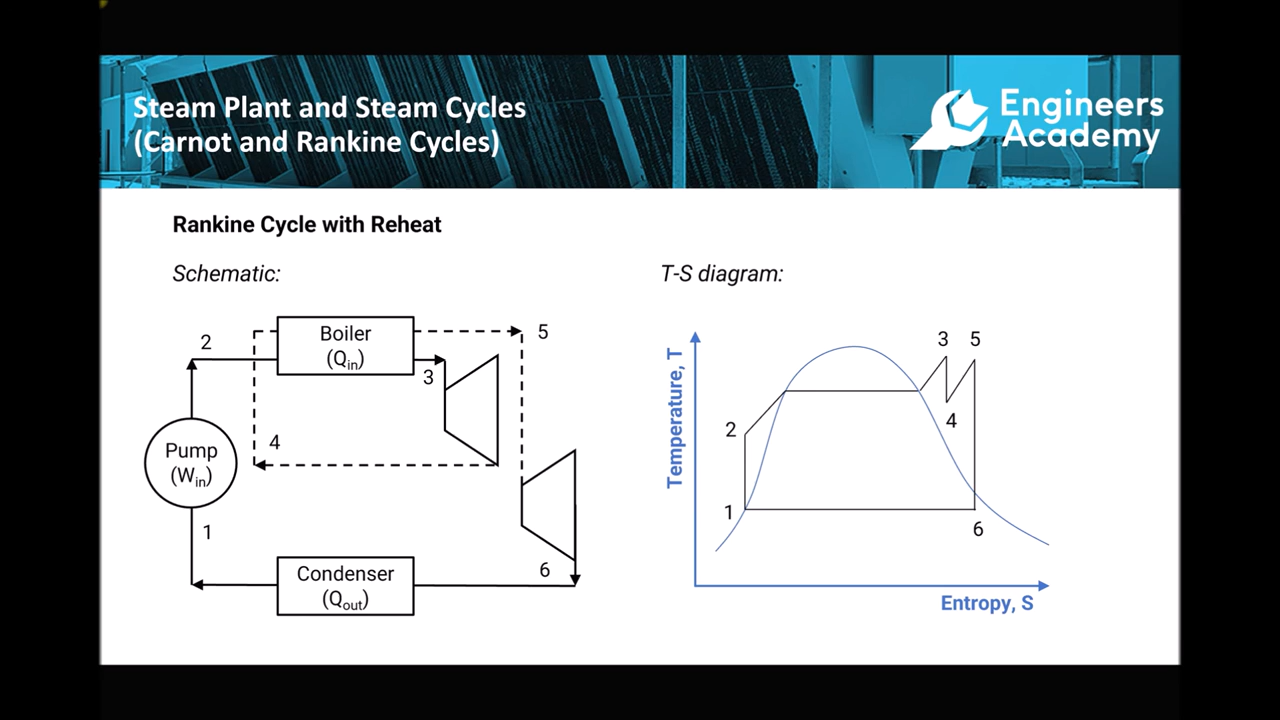 Steam Plant and Steam Cycles
(Carnot and Rankine Cycles)
Engineers
Academy
Rankine Cycle with Reheat
Schematic:
T-S diagram:
2
Boiler
(Qin)
5
3
4
Pump
(Win)
1
Condenser
(Qout)
6
Temperature, T
3
5
2
4
1
6
Entropy, S